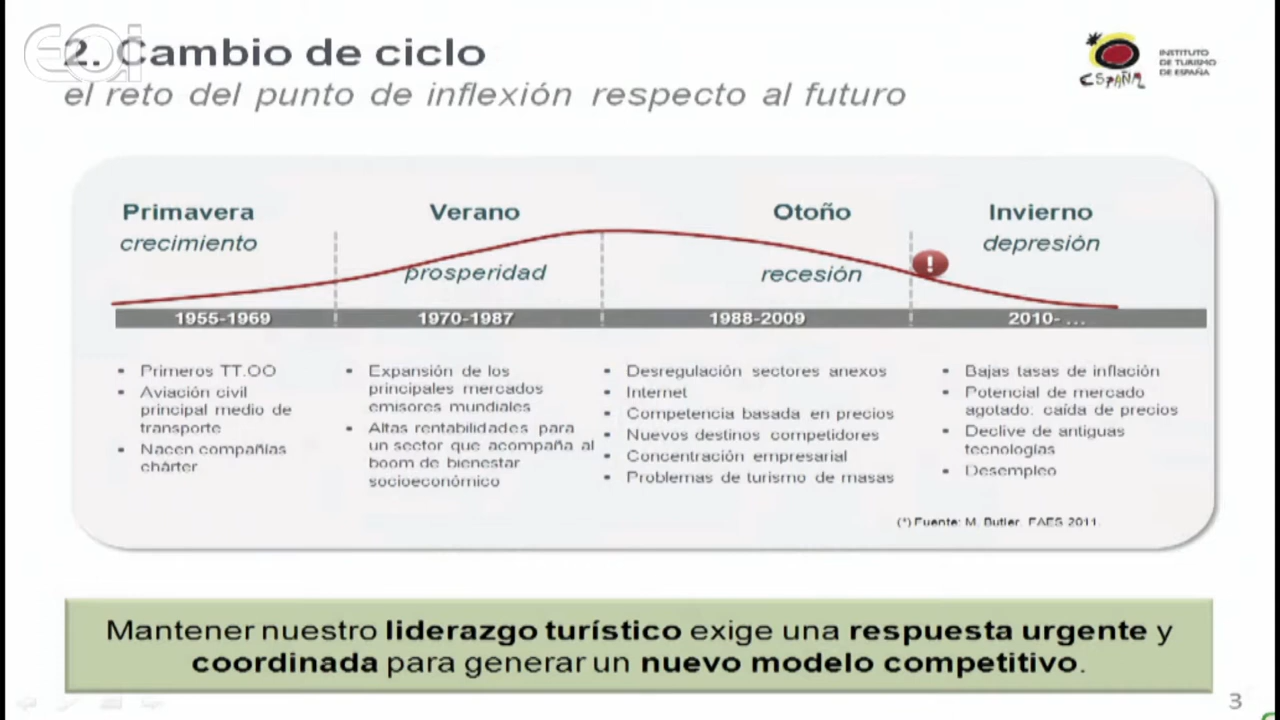 eoi
2. Cambio de ciclo
el reto del punto de inflexión respecto al futuro
ESPAÑA
INSTITUTO
DE TURISMO
DE ESPAÑA
Primavera
crecimiento
Verano
prosperidad
Otoño
recesión
Invierno
depresión
!
1955-1969
1970-1987
1988-2009
2010- ...
• Primeros TT.OO
• Aviación civil
principal medio de
transporte
• Nacen compañías
chárter
• Expansión de los
principales mercados
emisores mundiales
• Altas rentabilidades para
un sector que acompaña al
boom de bienestar
socioeconómico
• Desregulación sectores anexos
• Internet
• Competencia basada en precios
• Nuevos destinos competidores
• Concentración empresarial
• Problemas de turismo de masas
• Bajas tasas de inflación
• Potencial de mercado
agotado: caída de precios
• Declive de antiguas
tecnologías
• Desempleo
(*) Fuente: M. Butler. FAES 2011.
Mantener nuestro liderazgo turístico exige una respuesta urgente y
coordinada para generar un nuevo modelo competitivo.
3